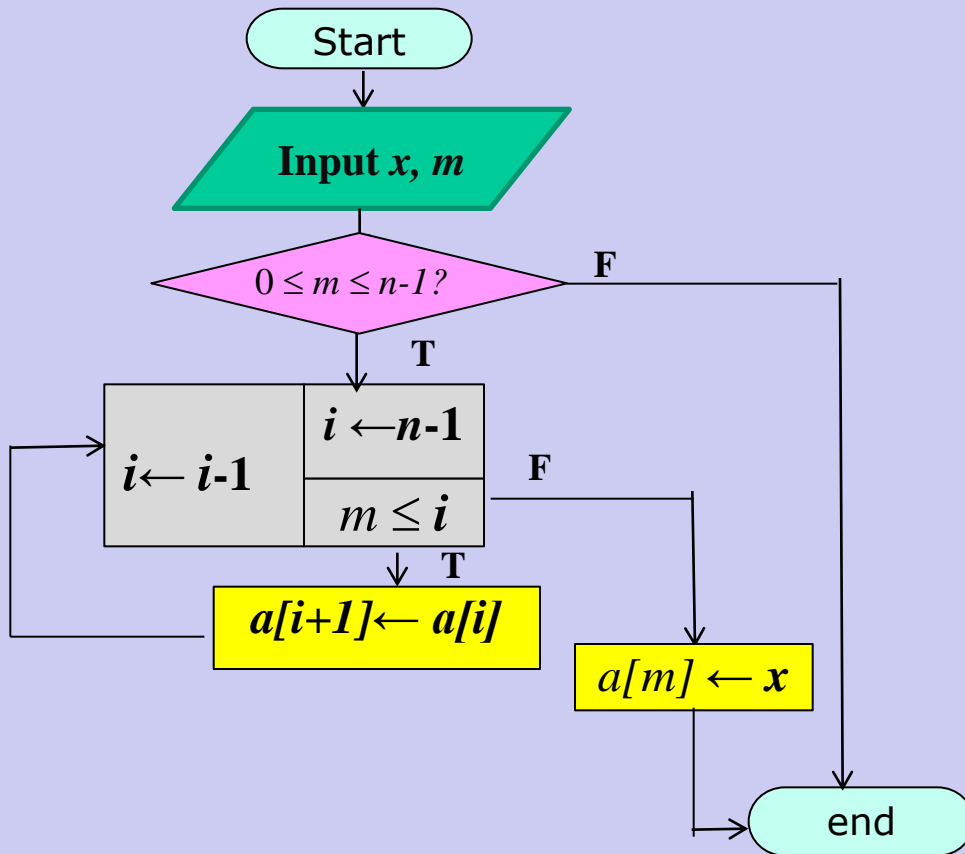 Start
Input x, m
0 ≤ m ≤ n-1?
F
T
i ←n-1
i← i-1
F
m ≤ i
T
a[i+1]← a[i]
a[m] ← x
end